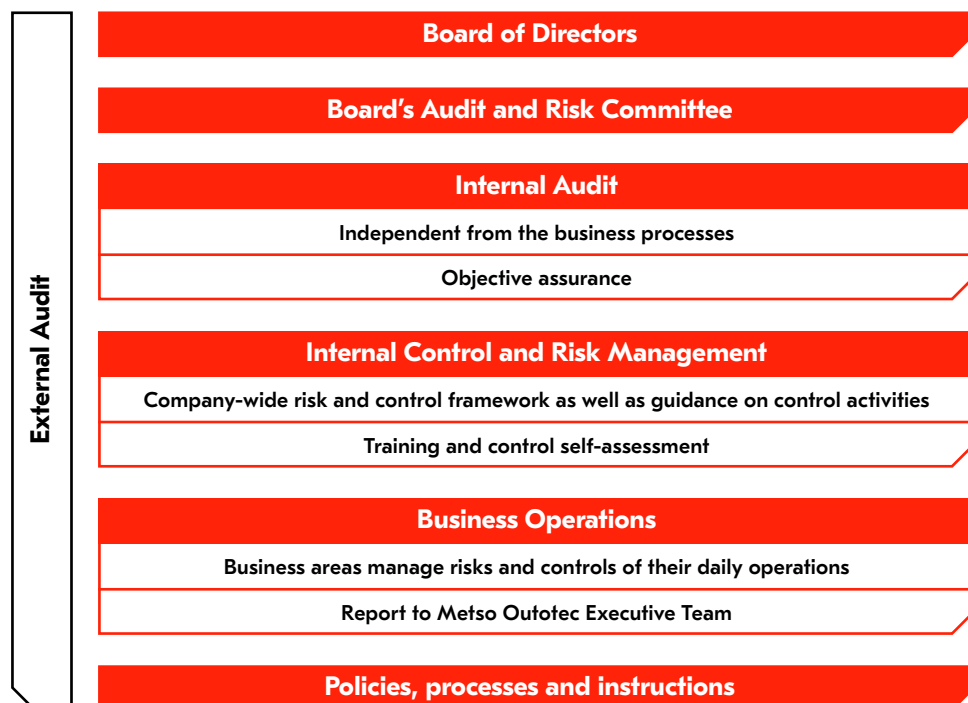 External Audit
Board of Directors
Board’s Audit and Risk Committee
Internal Audit
Independent from the business processes
Objective assurance
Internal Control and Risk Management
Company-wide risk and control framework as well as guidance on control activities
Training and control self-assessment
Business Operations
Business areas manage risks and controls of their daily operations
Report to Metso Outotec Executive Team
Policies, processes and instructions